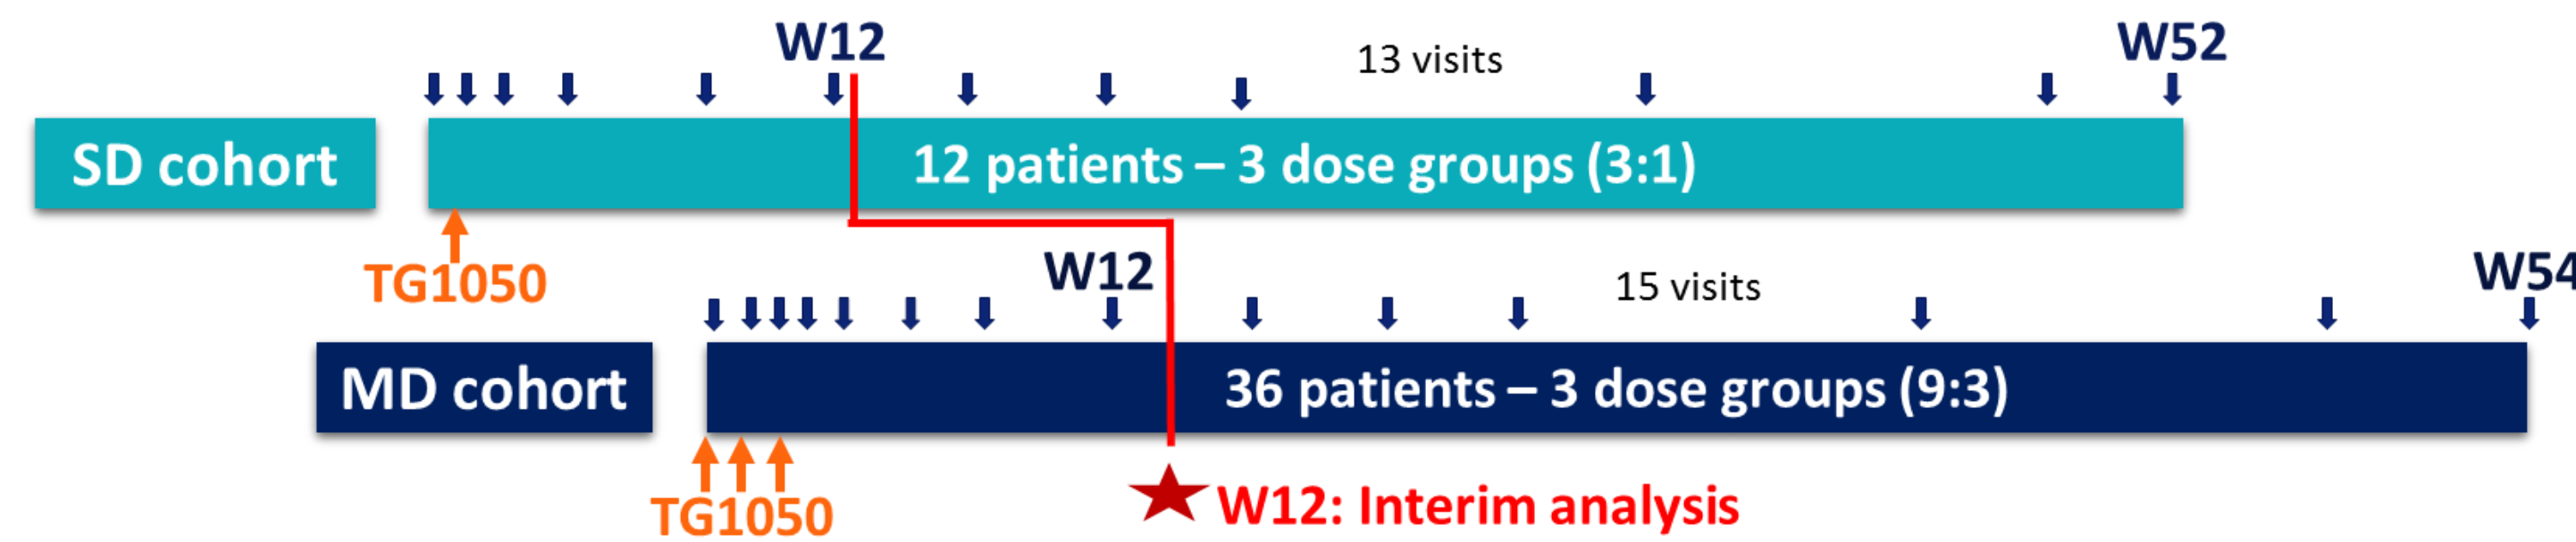 W12
13 visits
W52
SD cohort
12 patients – 3 dose groups (3:1)
TG1050
W12
15 visits
W54
MD cohort
36 patients – 3 dose groups (9:3)
TG1050
W12: Interim analysis